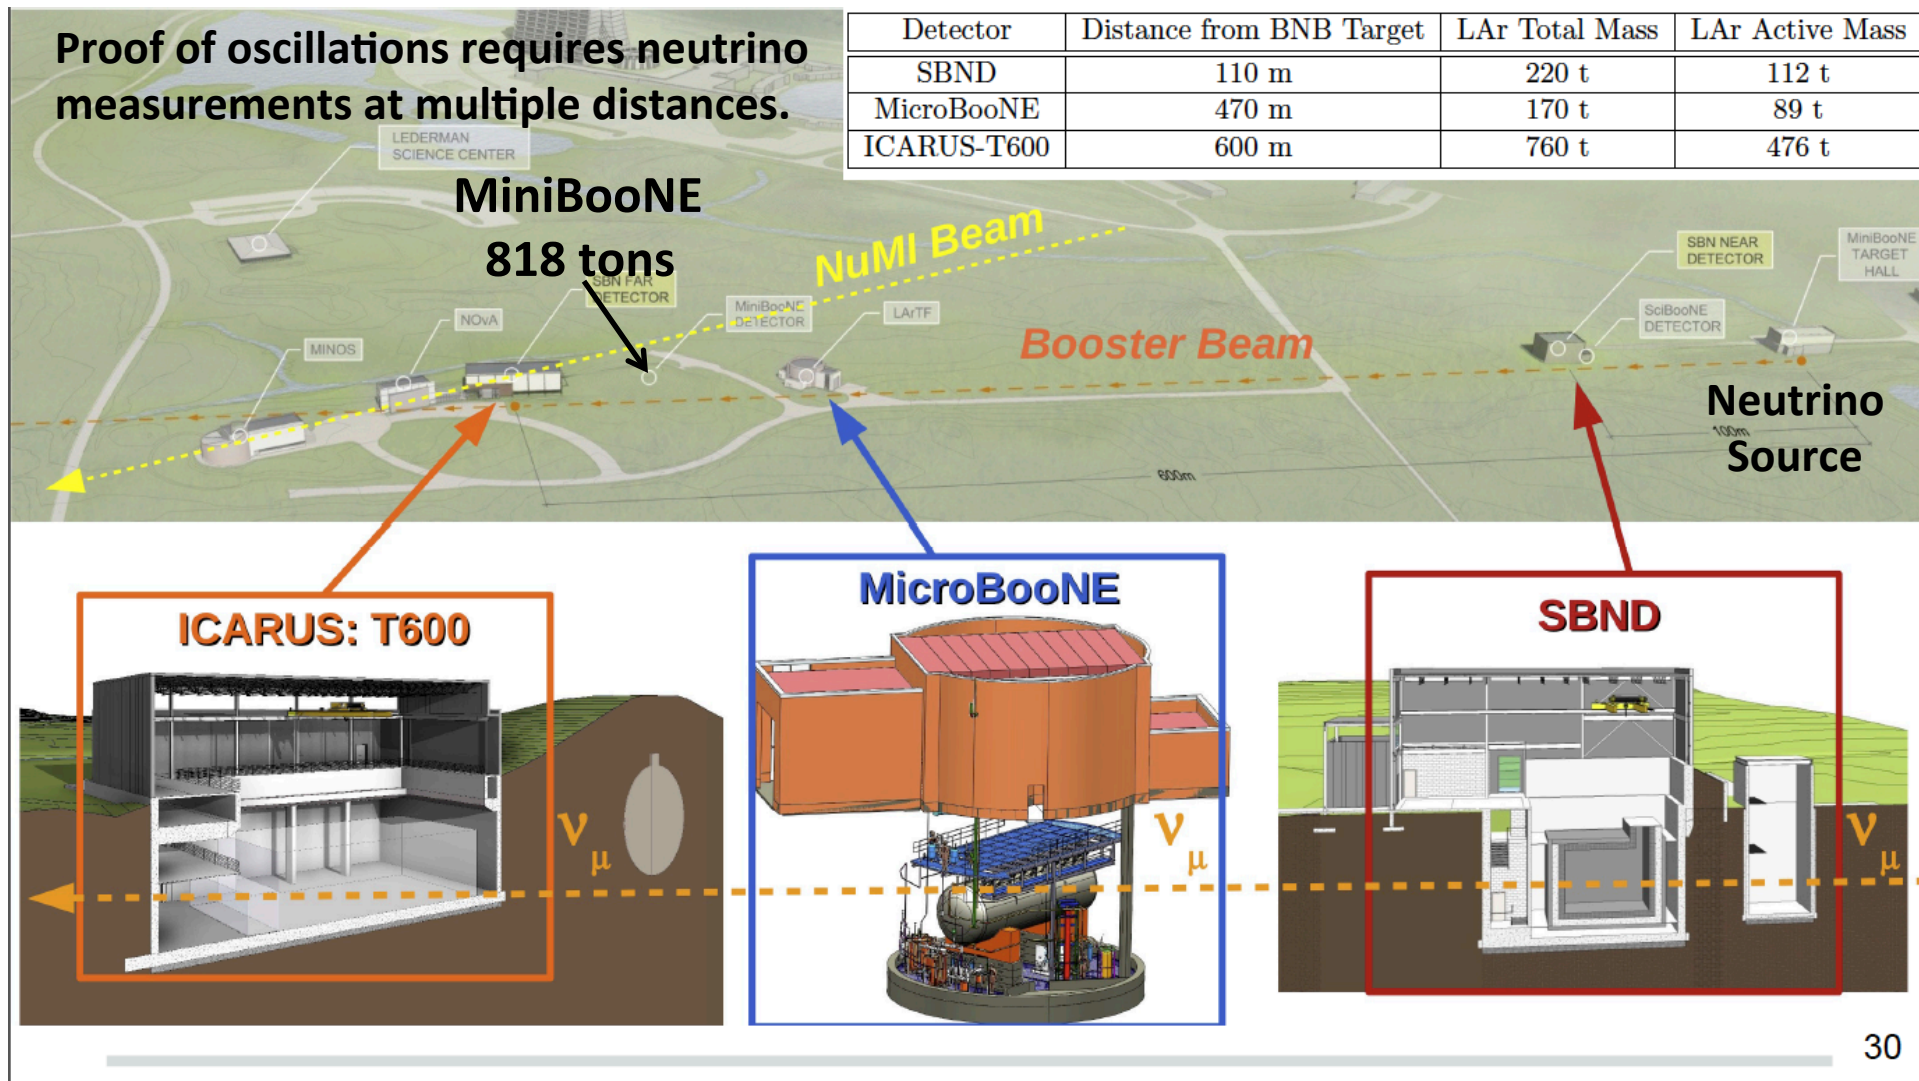 Proof of oscillations requires neutrino
measurements at multiple distances.
Detector Distance from BNB Target LAr Total Mass LAr Active Mass
SBND 110 m 220 t 112 t
MicroBooNE 470 m 170 t 89 t
ICARUS-T600 600 m 760 t 476 t
LEDERMAN
SCIENCE CENTER
MiniBooNE
818 tons
NuMI Beam
SBN FAR
DETECTOR
MiniBooNE
DETECTOR
LArTF
NOvA
MINOS
Booster Beam
SBN NEAR
DETECTOR
MiniBooNE
TARGET
HALL
SciBooNE
DETECTOR
Neutrino
100m
Source
600m
ICARUS: T600
MicroBooNE
SBND
νμ
νμ
νμ
30